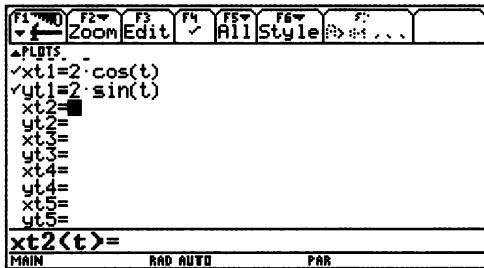 F1 F2 Zoom F3 Edit F4 ✓ F5 All F6 Style F7
▲PLOTS
✓xt1=2·cos(t)
✓yt1=2·sin(t)
xt2=
yt2=
xt3=
yt3=
xt4=
yt4=
xt5=
yt5=
xt2(t)=
MAIN RAD AUTO PAR